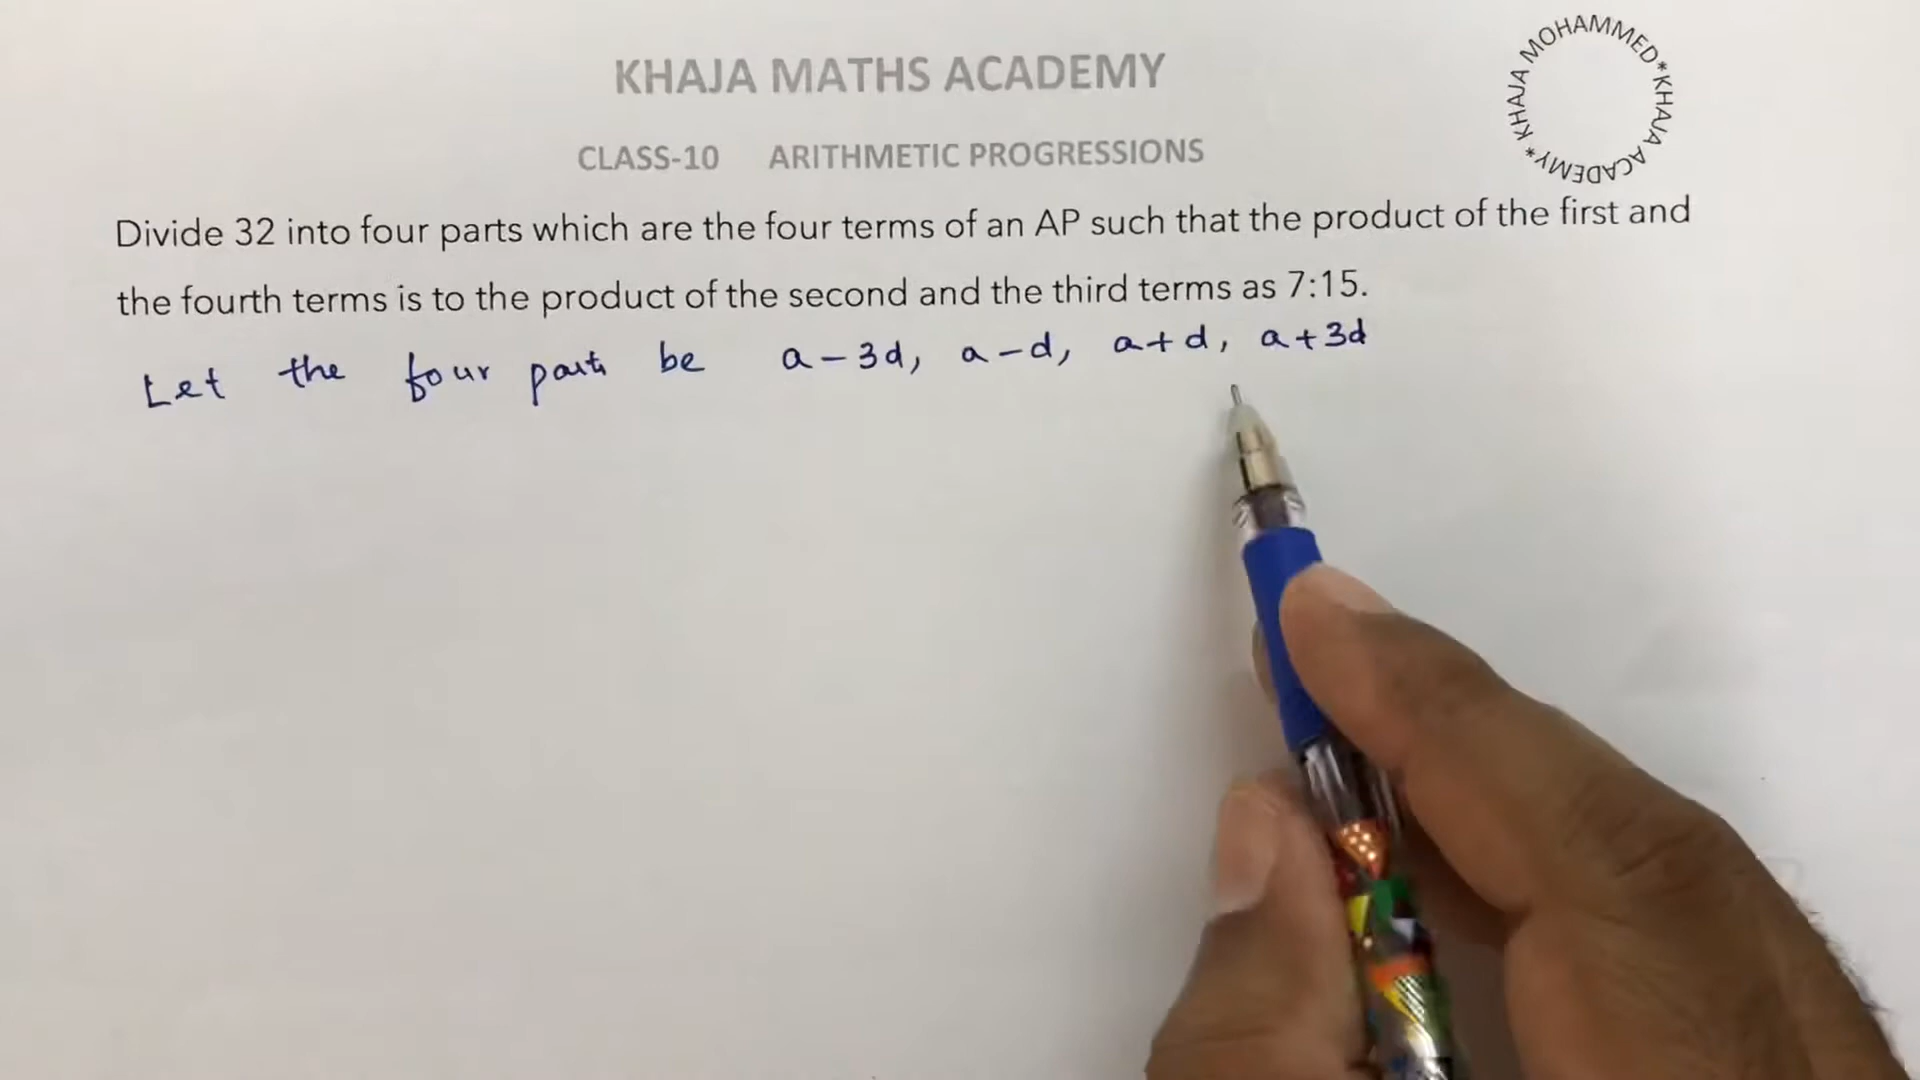 KHAJA MATHS ACADEMY
KHAJA MOHAMMED*KHAJA ACADEMY*
CLASS-10 ARITHMETIC PROGRESSIONS
Divide 32 into four parts which are the four terms of an AP such that the product of the first and
the fourth terms is to the product of the second and the third terms as 7:15.
Let the four parts be a-3d, a-d, a+d, a+3d